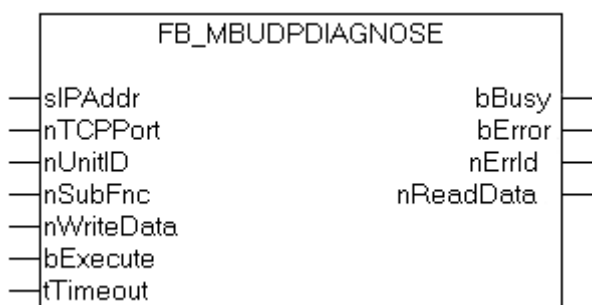 FB_MBUDPDIAGNOSE
sIPAddr bBusy
nTCPPort bError
nUnitID nErrId
nSubFnc nReadData
nWriteData
bExecute
tTimeout